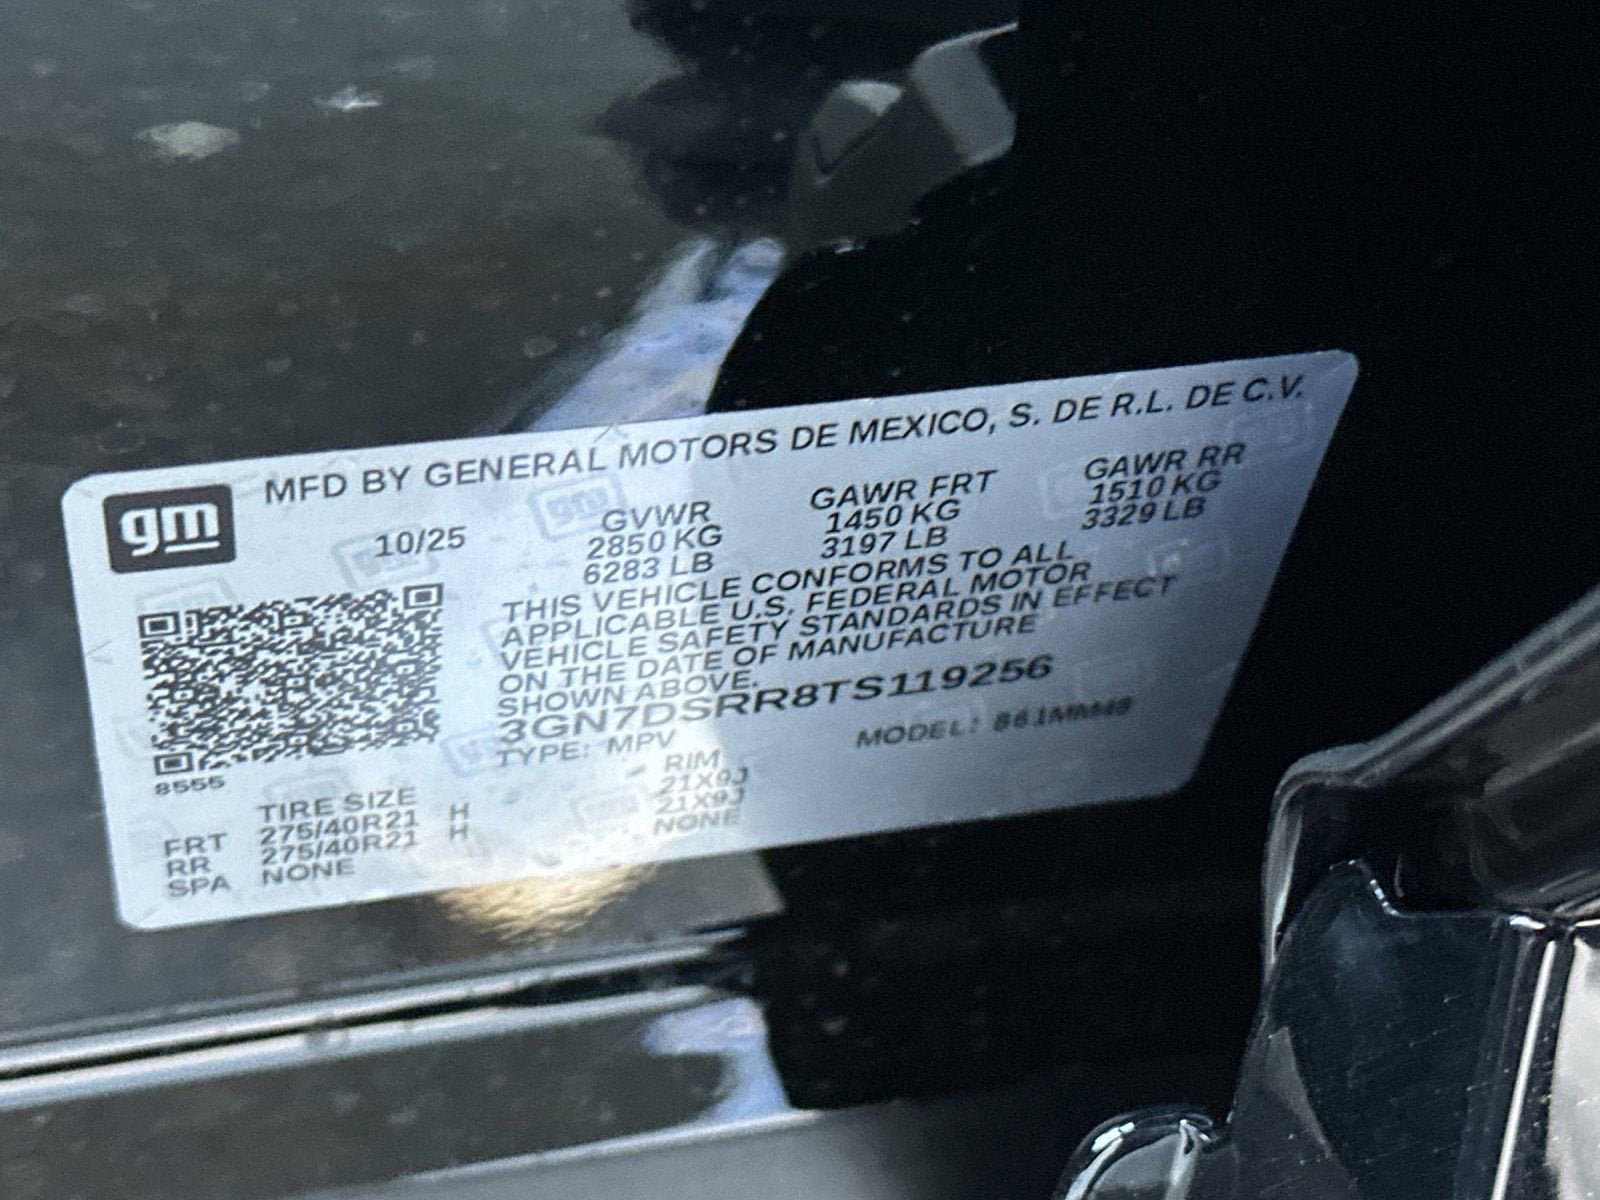 MFD BY GENERAL MOTORS DE MEXICO, S. DE R.L. DE C.V.
gm
10/25
GVWR GAWR FRT GAWR RR
2850 KG 1450 KG 1510 KG
6283 LB 3197 LB 3329 LB
THIS VEHICLE CONFORMS TO ALL
APPLICABLE U.S. FEDERAL MOTOR
VEHICLE SAFETY STANDARDS IN EFFECT
ON THE DATE OF MANUFACTURE
SHOWN ABOVE.
3GN7DSRR8TS119256
TYPE: MPV MODEL:
8555
TIRE SIZE RIM
FRT 275/40R21 H 21X9J
RR 275/40R21 H 21X9J
SPA NONE NONE